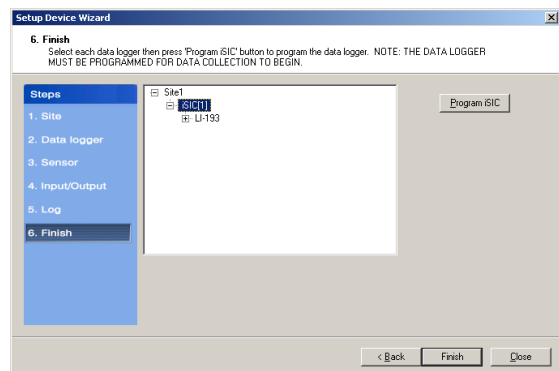 Setup Device Wizard
6. Finish
Select each data logger then press 'Program iSIC' button to program the data logger. NOTE: THE DATA LOGGER
MUST BE PROGRAMMED FOR DATA COLLECTION TO BEGIN.
Steps
1. Site
2. Data logger
3. Sensor
4. Input/Output
5. Log
6. Finish
Site1
iSIC[1]
LI-193
Program iSIC
< Back
Finish
Close